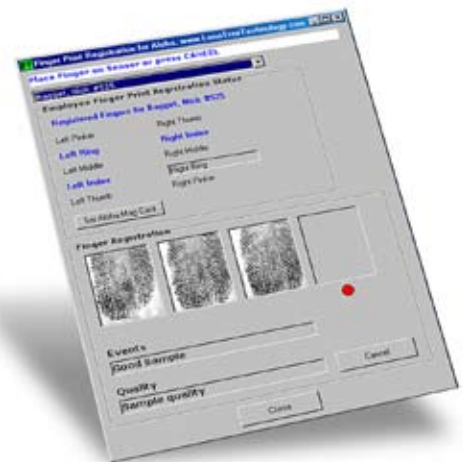 Finger Print Registration for Aloha, www.LoneTreeTechnology.com
Place Finger on Sensor or press CANCEL
Nick #525
Employee Finger Print Registration Status
Registered Fingers for Baggot, Nick #525
Left Pinkie Right Thumb
Left Ring Right Index
Left Middle Right Middle
Left Index Right Ring
Left Thumb Right Pinkie
Set Aloha Mag Card
Finger Registration
Events
Good Sample
Quality
Sample quality
Cancel
Close